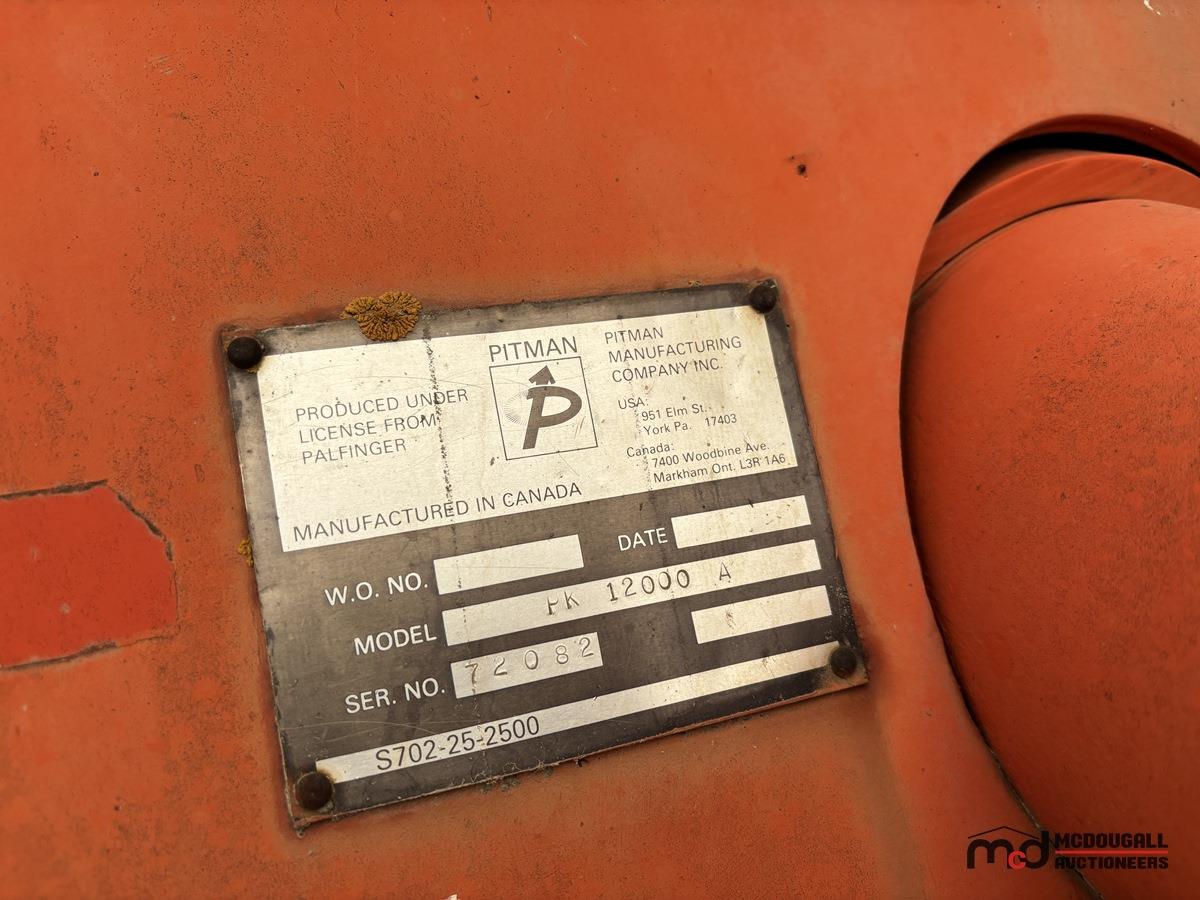 PRODUCED UNDER
LICENSE FROM
PALFINGER
PITMAN
P
PITMAN
MANUFACTURING
COMPANY INC.
USA:
951 Elm St.
York Pa. 17403
Canada:
7400 Woodbine Ave.
Markham Ont. L3R 1A6
MANUFACTURED IN CANADA
W.O. NO.
DATE
MODEL PK 12000 A
SER. NO. 72082
S702-25-2500
mcd MCDOUGALL
AUCTIONEERS